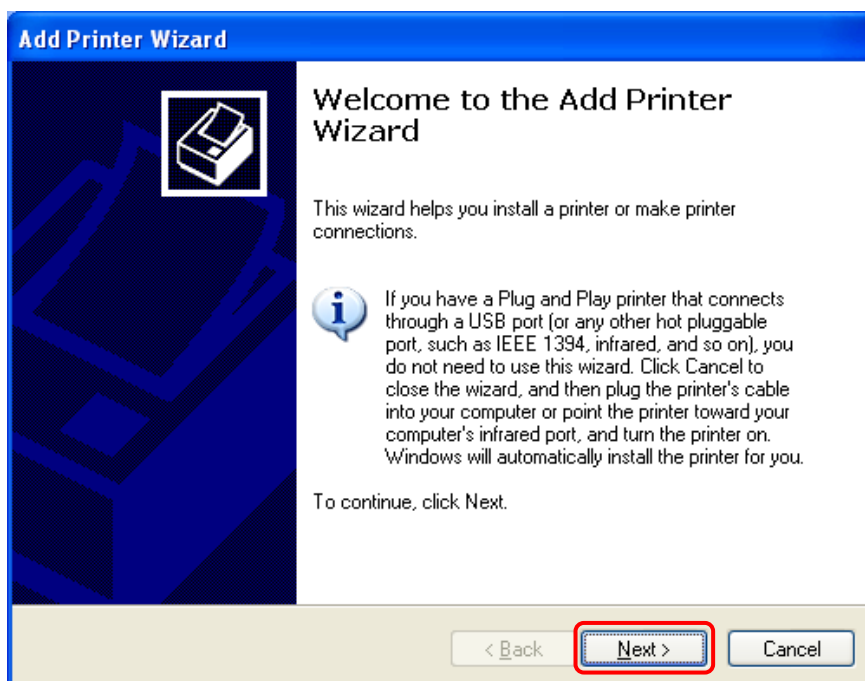 Add Printer Wizard
Welcome to the Add Printer
Wizard
This wizard helps you install a printer or make printer
connections.
If you have a Plug and Play printer that connects
through a USB port (or any other hot pluggable
port, such as IEEE 1394, infrared, and so on), you
do not need to use this wizard. Click Cancel to
close the wizard, and then plug the printer's cable
into your computer or point the printer toward your
computer's infrared port, and turn the printer on.
Windows will automatically install the printer for you.
To continue, click Next.
< Back Next > Cancel